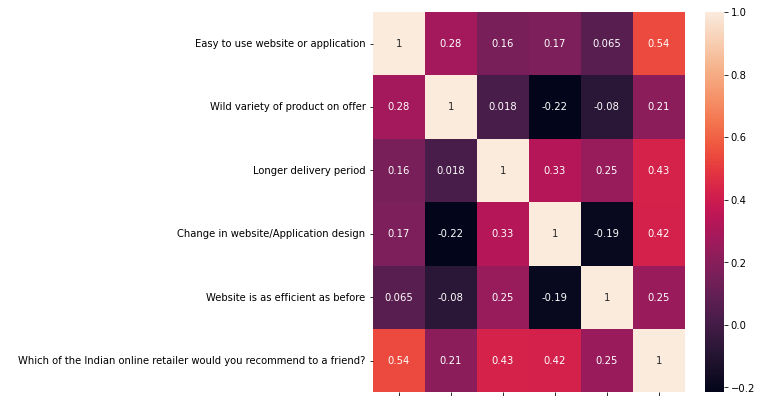 Easy to use website or application
1 0.28 0.16 0.17 0.065 0.54
Wild variety of product on offer
0.28 1 0.018 -0.22 -0.08 0.21
Longer delivery period
0.16 0.018 1 0.33 0.25 0.43
Change in website/Application design
0.17 -0.22 0.33 1 -0.19 0.42
Website is as efficient as before
0.065 -0.08 0.25 -0.19 1 0.25
Which of the Indian online retailer would you recommend to a friend?
0.54 0.21 0.43 0.42 0.25 1
1.0
0.8
0.6
0.4
0.2
0.0
−0.2